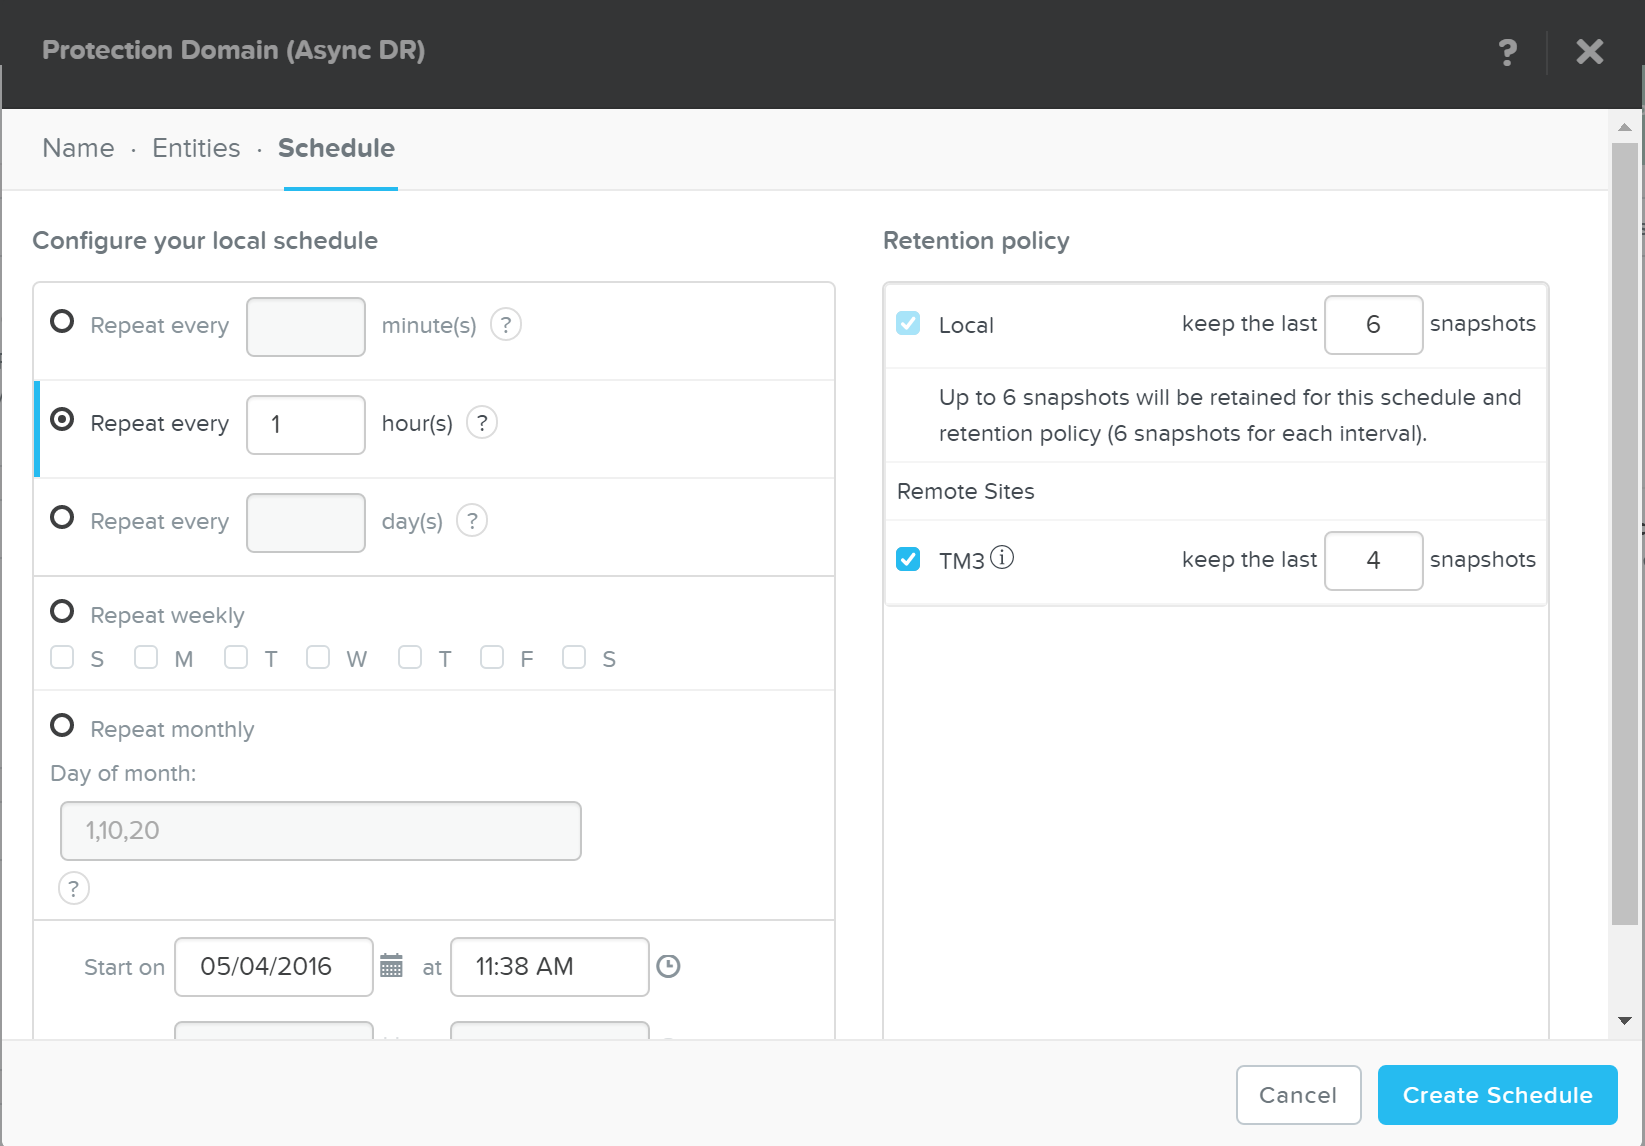 Protection Domain (Async DR)
?
Name · Entities · Schedule
Configure your local schedule
Repeat every minute(s) ?
Repeat every 1 hour(s) ?
Repeat every day(s) ?
Repeat weekly
S M T W T F S
Repeat monthly
Day of month:
1,10,20
?
Start on 05/04/2016 at 11:38 AM
Retention policy
Local keep the last 6 snapshots
Up to 6 snapshots will be retained for this schedule and
retention policy (6 snapshots for each interval).
Remote Sites
TM3 keep the last 4 snapshots
Cancel Create Schedule